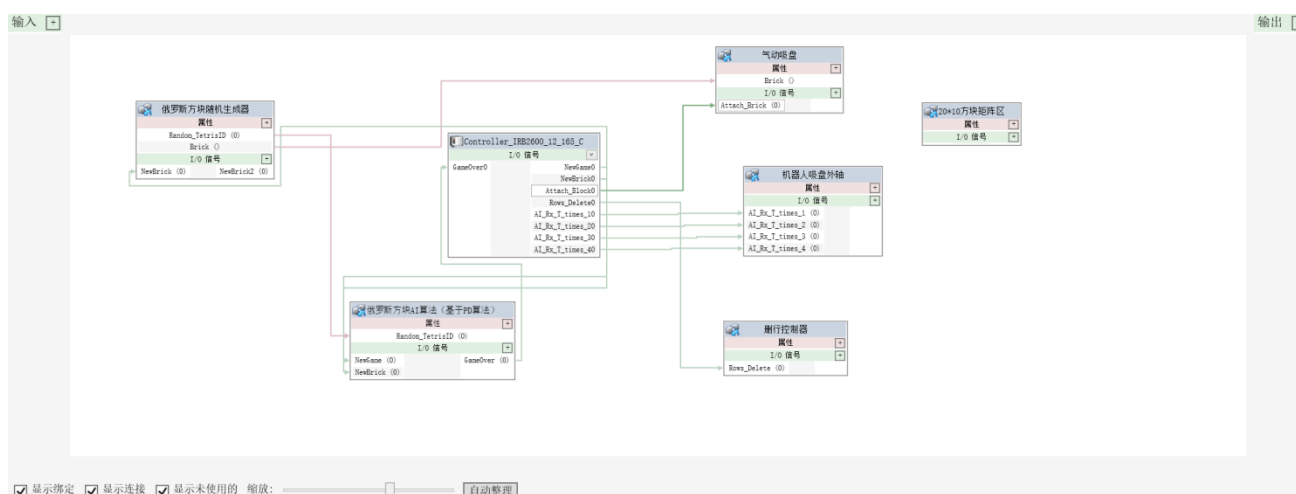 输入 +
输出
气动吸盘
属性 +
Brick ()
I/O 信号 +
Attach_Brick (0)
俄罗斯方块随机生成器
属性 +
Random_TetrisID (0)
Brick ()
I/O 信号 +
NewBrick (0) NewBrick2 (0)
20*10方块矩阵区
属性 +
I/O 信号 +
Controller_IRB2600_12_165_C
I/O 信号
GameOver0 NewGame0
NewBrick0
Attach_Block0
Rows_Delete0
AI_Rx_T_times_10
AI_Rx_T_times_20
AI_Rx_T_times_30
AI_Rx_T_times_40
机器人吸盘外轴
属性 +
I/O 信号 +
AI_Rx_T_times_1 (0)
AI_Rx_T_times_2 (0)
AI_Rx_T_times_3 (0)
AI_Rx_T_times_4 (0)
俄罗斯方块AI算法（基于PD算法）
属性 +
Random_TetrisID (0)
I/O 信号 +
NewGame (0) GameOver (0)
NewBrick (0)
删行控制器
属性 +
I/O 信号 +
Rows_Delete (0)
显示绑定 显示连接 显示未使用的 缩放: 自动整理